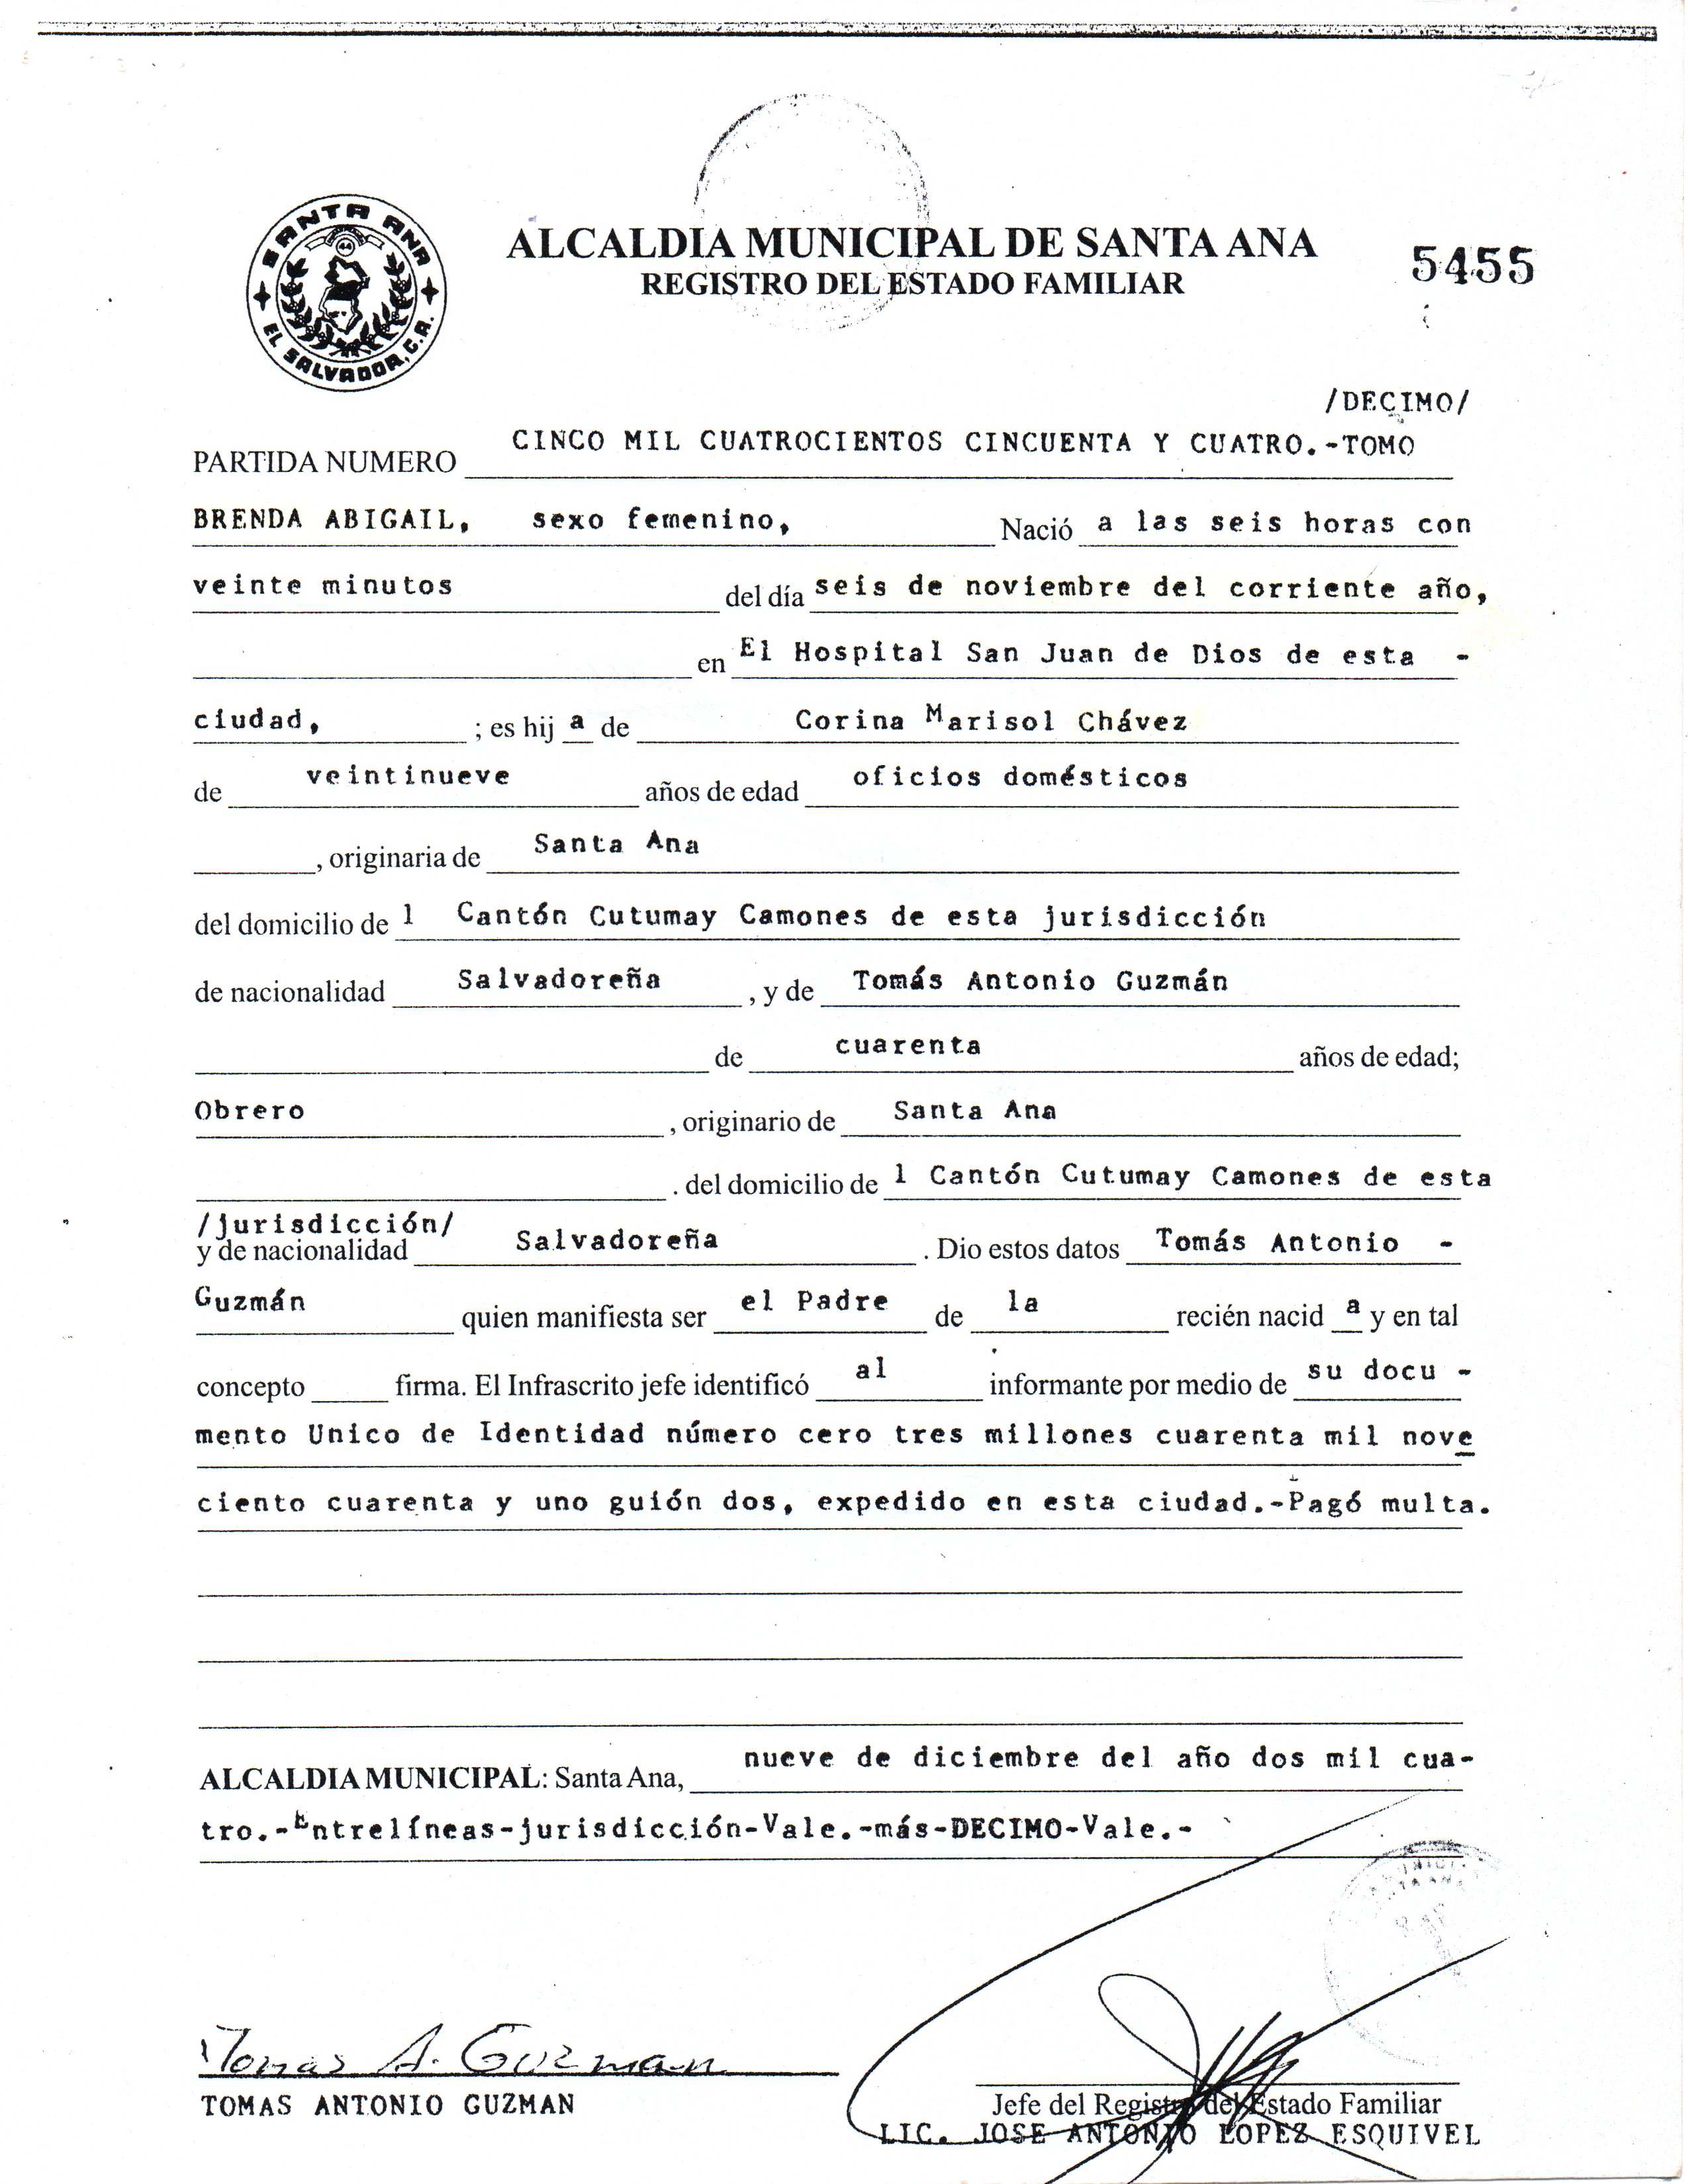 SANTA ANA
EL SALVADOR, C.A.
ALCALDIA MUNICIPAL DE SANTA ANA
REGISTRO DEL ESTADO FAMILIAR
5455
/DECIMO/
PARTIDA NUMERO CINCO MIL CUATROCIENTOS CINCUENTA Y CUATRO.-TOMO
BRENDA ABIGAIL, sexo femenino, Nació a las seis horas con
veinte minutos del día seis de noviembre del corriente año,
en El Hospital San Juan de Dios de esta -
ciudad, ; es hij a de Corina Marisol Chávez
de veintinueve años de edad oficios domésticos
, originaria de Santa Ana
del domicilio de l Cantón Cutumay Camones de esta jurisdicción
de nacionalidad Salvadoreña , y de Tomás Antonio Guzmán
de cuarenta años de edad;
Obrero , originario de Santa Ana
. del domicilio de l Cantón Cutumay Camones de esta
/jurisdicción/
y de nacionalidad Salvadoreña . Dio estos datos Tomás Antonio -
Guzmán quien manifiesta ser el Padre de la recién nacid a y en tal
concepto firma. El Infrascrito jefe identificó al informante por medio de su docu -
mento Unico de Identidad número cero tres millones cuarenta mil nove
ciento cuarenta y uno guión dos, expedido en esta ciudad.-Pagó multa.
ALCALDIA MUNICIPAL: Santa Ana, nueve de diciembre del año dos mil cua-
tro.-Entrelíneas-jurisdicción-Vale.-más-DECIMO-Vale.-
Tomas A. Guzman
TOMAS ANTONIO GUZMAN
Jefe del Registro del Estado Familiar
LIC. JOSE ANTONIO LOPEZ ESQUIVEL